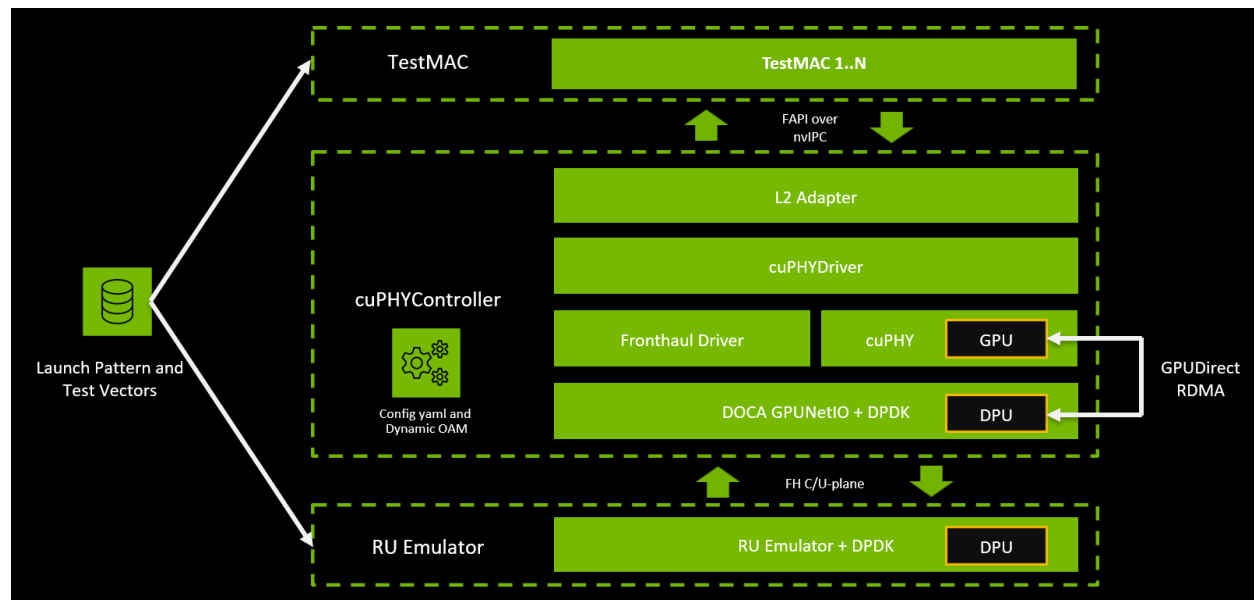 TestMAC
TestMAC 1..N
FAPI over
nvIPC
L2 Adapter
cuPHYDriver
cuPHYController
Fronthaul Driver
cuPHY
GPU
Config yaml and
Dynamic OAM
DOCA GPUNetIO + DPDK
DPU
GPUDirect
RDMA
Launch Pattern and
Test Vectors
FH C/U-plane
RU Emulator
RU Emulator + DPDK
DPU